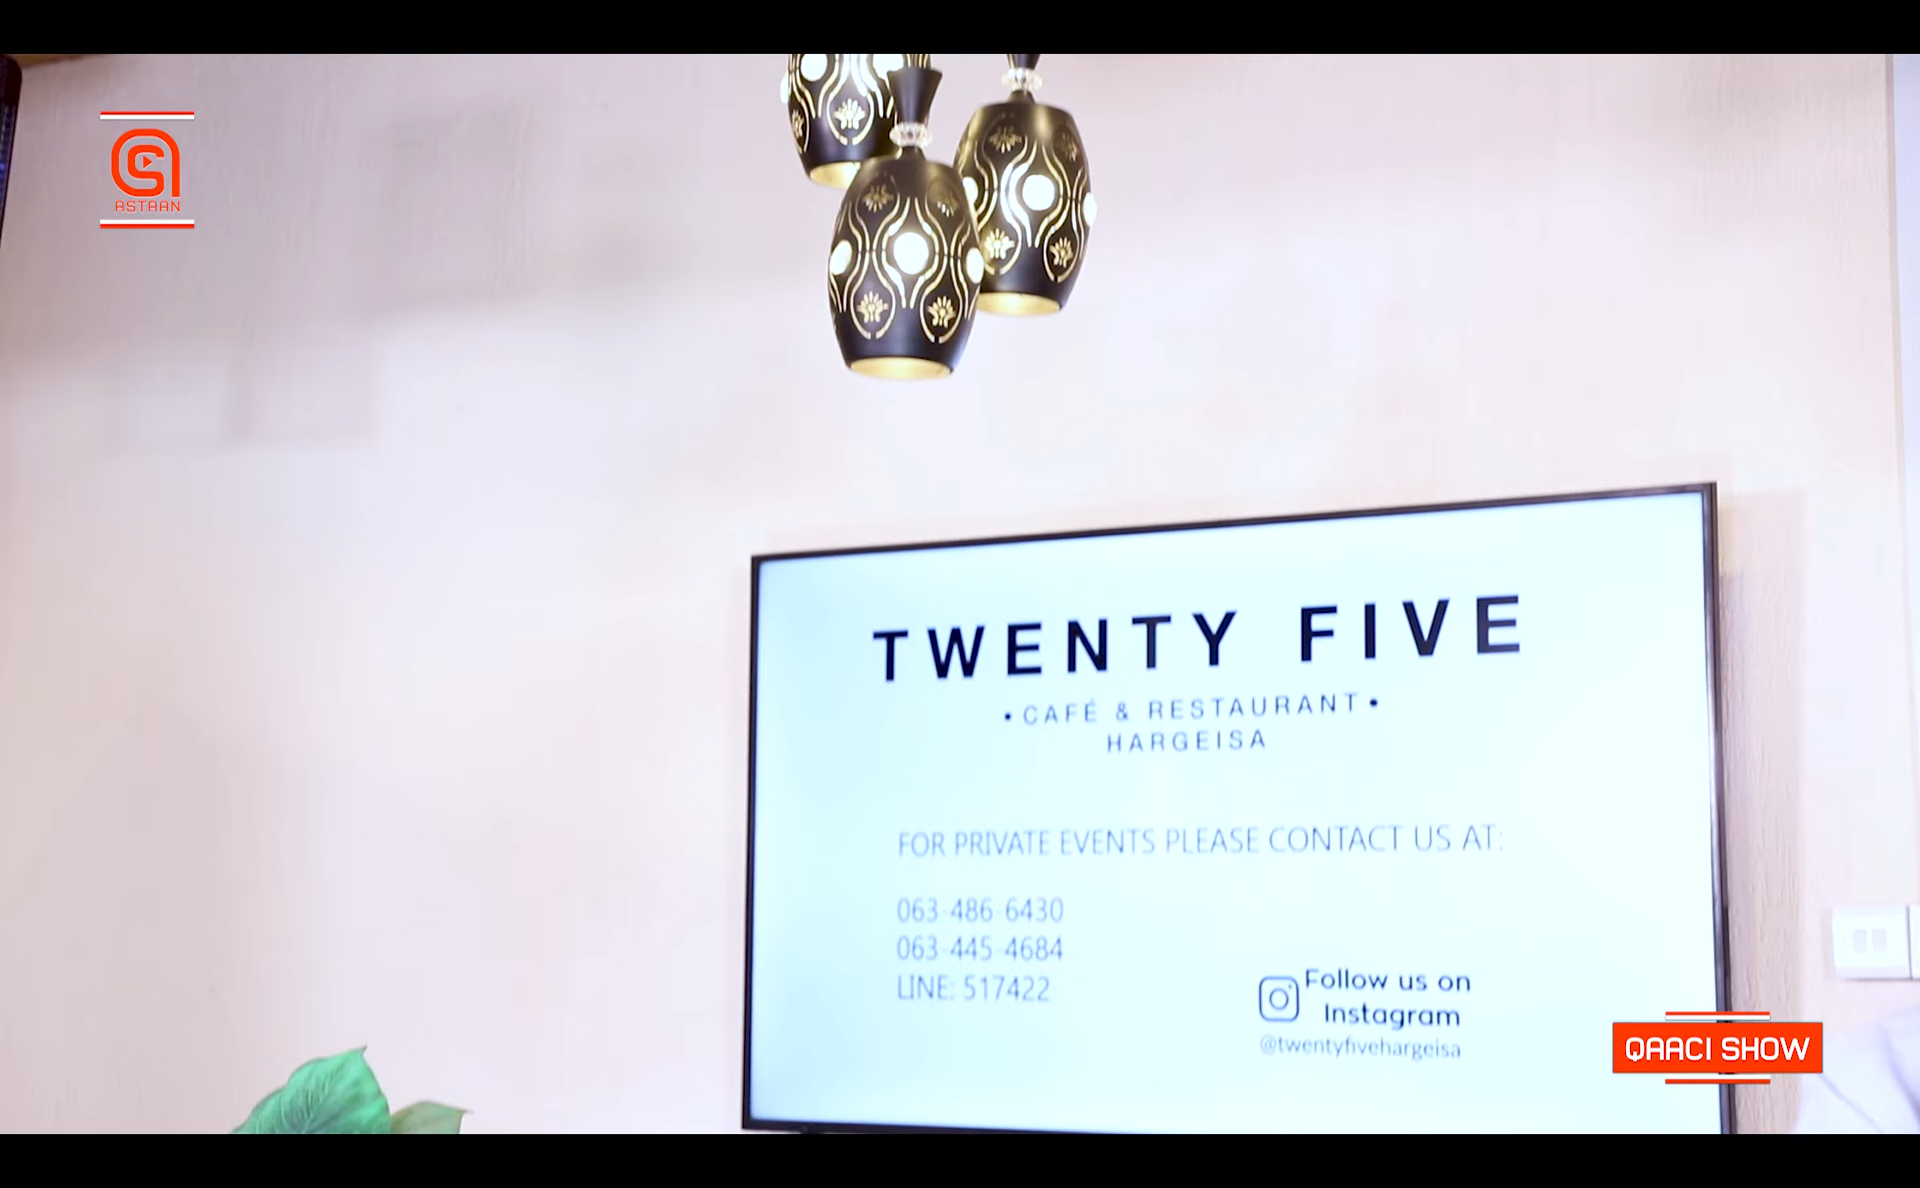 ASTAAN
TWENTY FIVE
• CAFÉ & RESTAURANT •
HARGEISA
FOR PRIVATE EVENTS PLEASE CONTACT US AT:
063-486-6430
063-445-4684
LINE: 517422
Follow us on
Instagram
@twentyfivehargeisa
QAACI SHOW